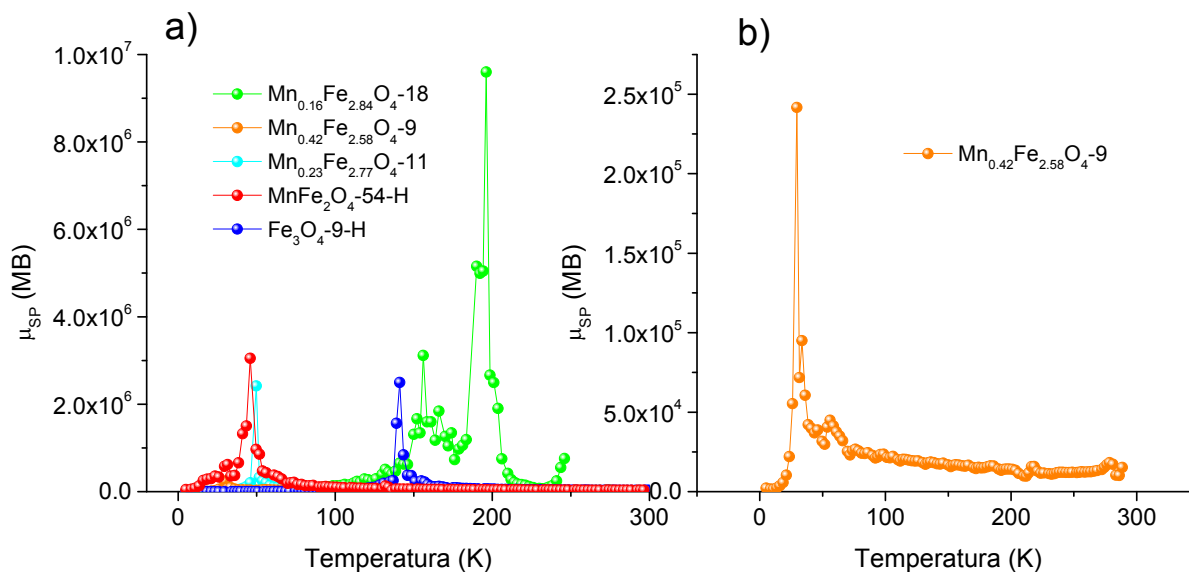 a)
1.0x10⁷
8.0x10⁶
6.0x10⁶
4.0x10⁶
2.0x10⁶
0.0
μ_SP (MB)
Mn₀.₁₆Fe₂.₈₄O₄-18
Mn₀.₄₂Fe₂.₅₈O₄-9
Mn₀.₂₃Fe₂.₇₇O₄-11
MnFe₂O₄-54-H
Fe₃O₄-9-H
0 100 200 300
Temperatura (K)
b)
2.5x10⁵
2.0x10⁵
1.5x10⁵
1.0x10⁵
5.0x10⁴
0.0
μ_SP (MB)
Mn₀.₄₂Fe₂.₅₈O₄-9
0 100 200 300
Temperatura (K)